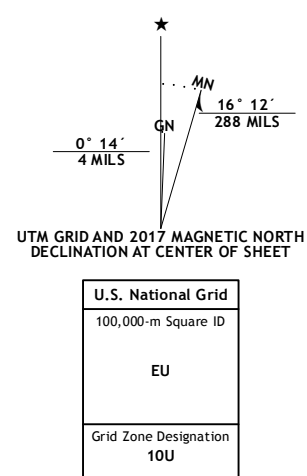 ★
MN
GN
16° 12´
288 MILS
0° 14´
4 MILS
UTM GRID AND 2017 MAGNETIC NORTH
DECLINATION AT CENTER OF SHEET
U.S. National Grid
100,000-m Square ID
EU
Grid Zone Designation
10U